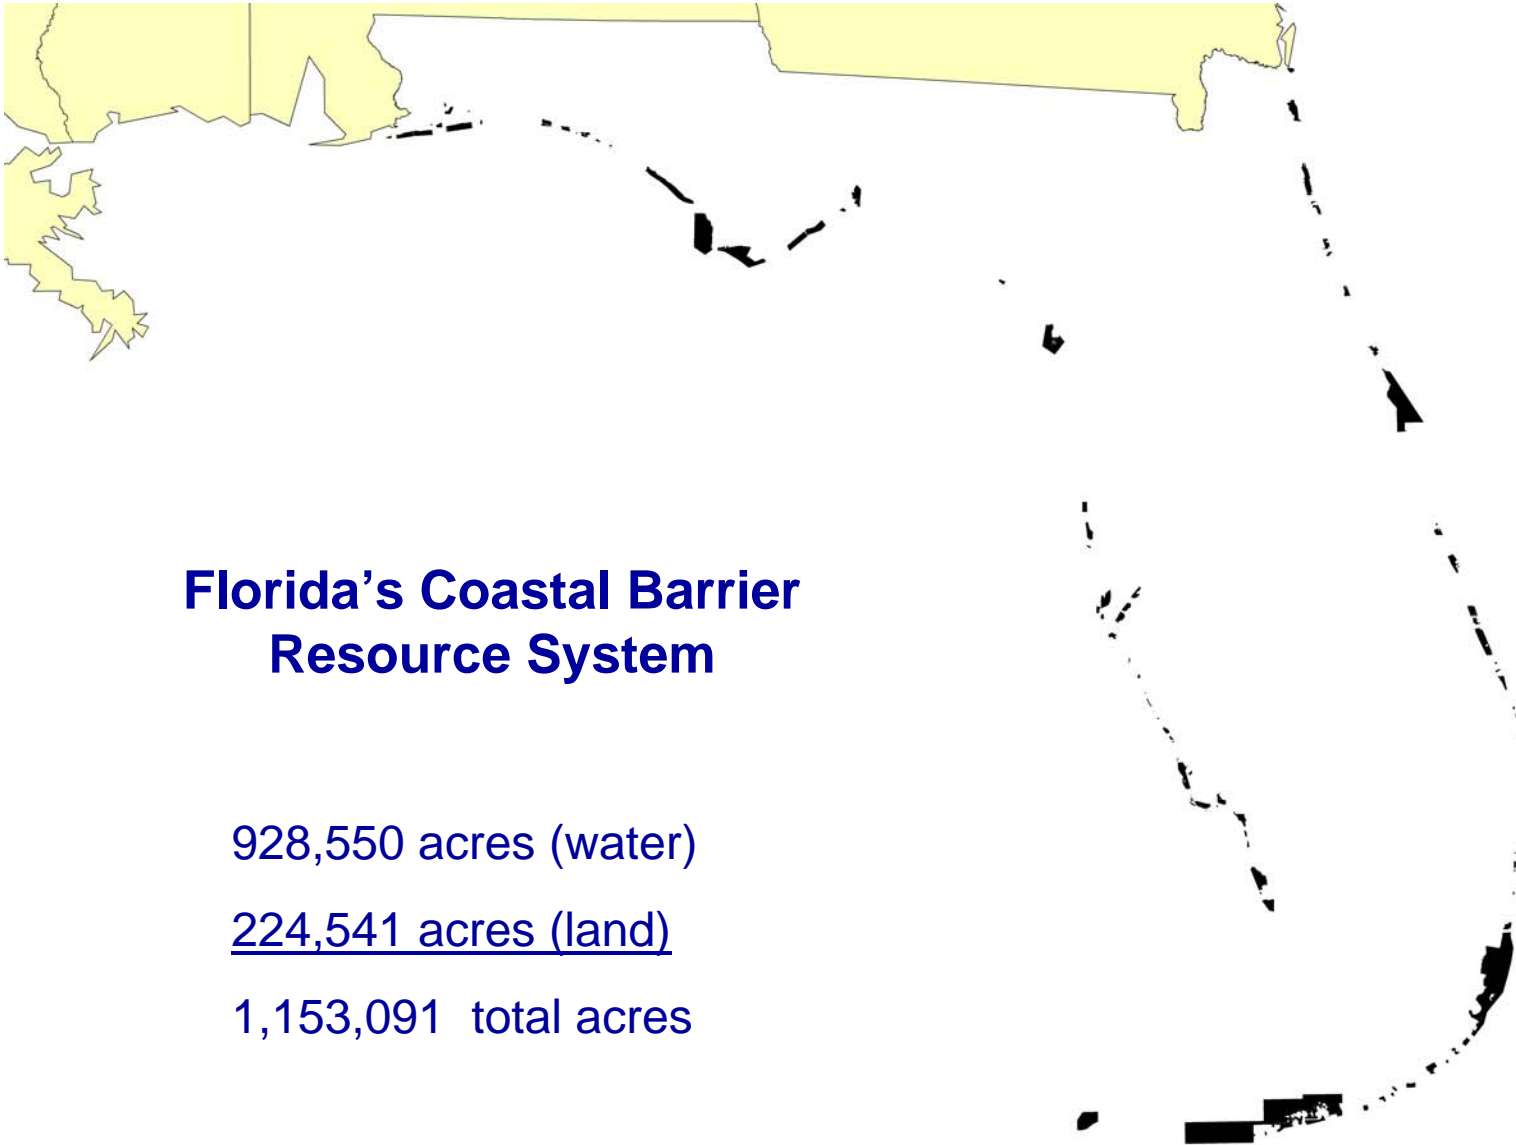 Florida’s Coastal Barrier
Resource System
928,550 acres (water)
224,541 acres (land)
1,153,091  total acres